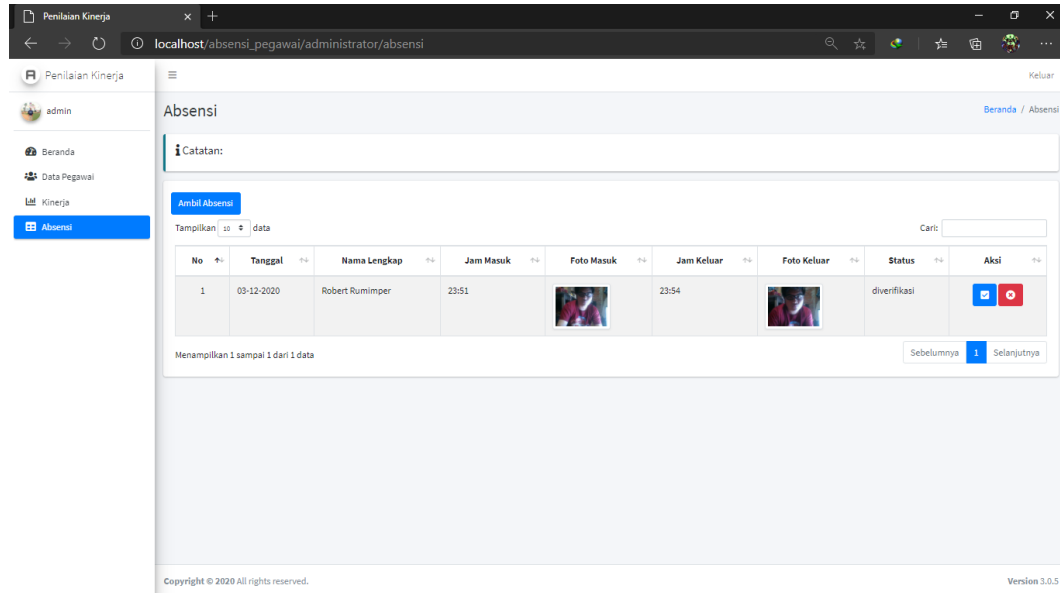 Penilaian Kinerja
localhost/absensi_pegawai/administrator/absensi
Penilaian Kinerja
Keluar
admin
Absensi
Beranda / Absensi
Catatan:
Beranda
Data Pegawai
Kinerja
Absensi
Ambil Absensi
Tampilkan 10 data
Cari:
No Tanggal Nama Lengkap Jam Masuk Foto Masuk Jam Keluar Foto Keluar Status Aksi
1 03-12-2020 Robert Rumimper 23:51 23:54 diverifikasi
Menampilkan 1 sampai 1 dari 1 data
Sebelumnya 1 Selanjutnya
Copyright © 2020 All rights reserved.
Version 3.0.5